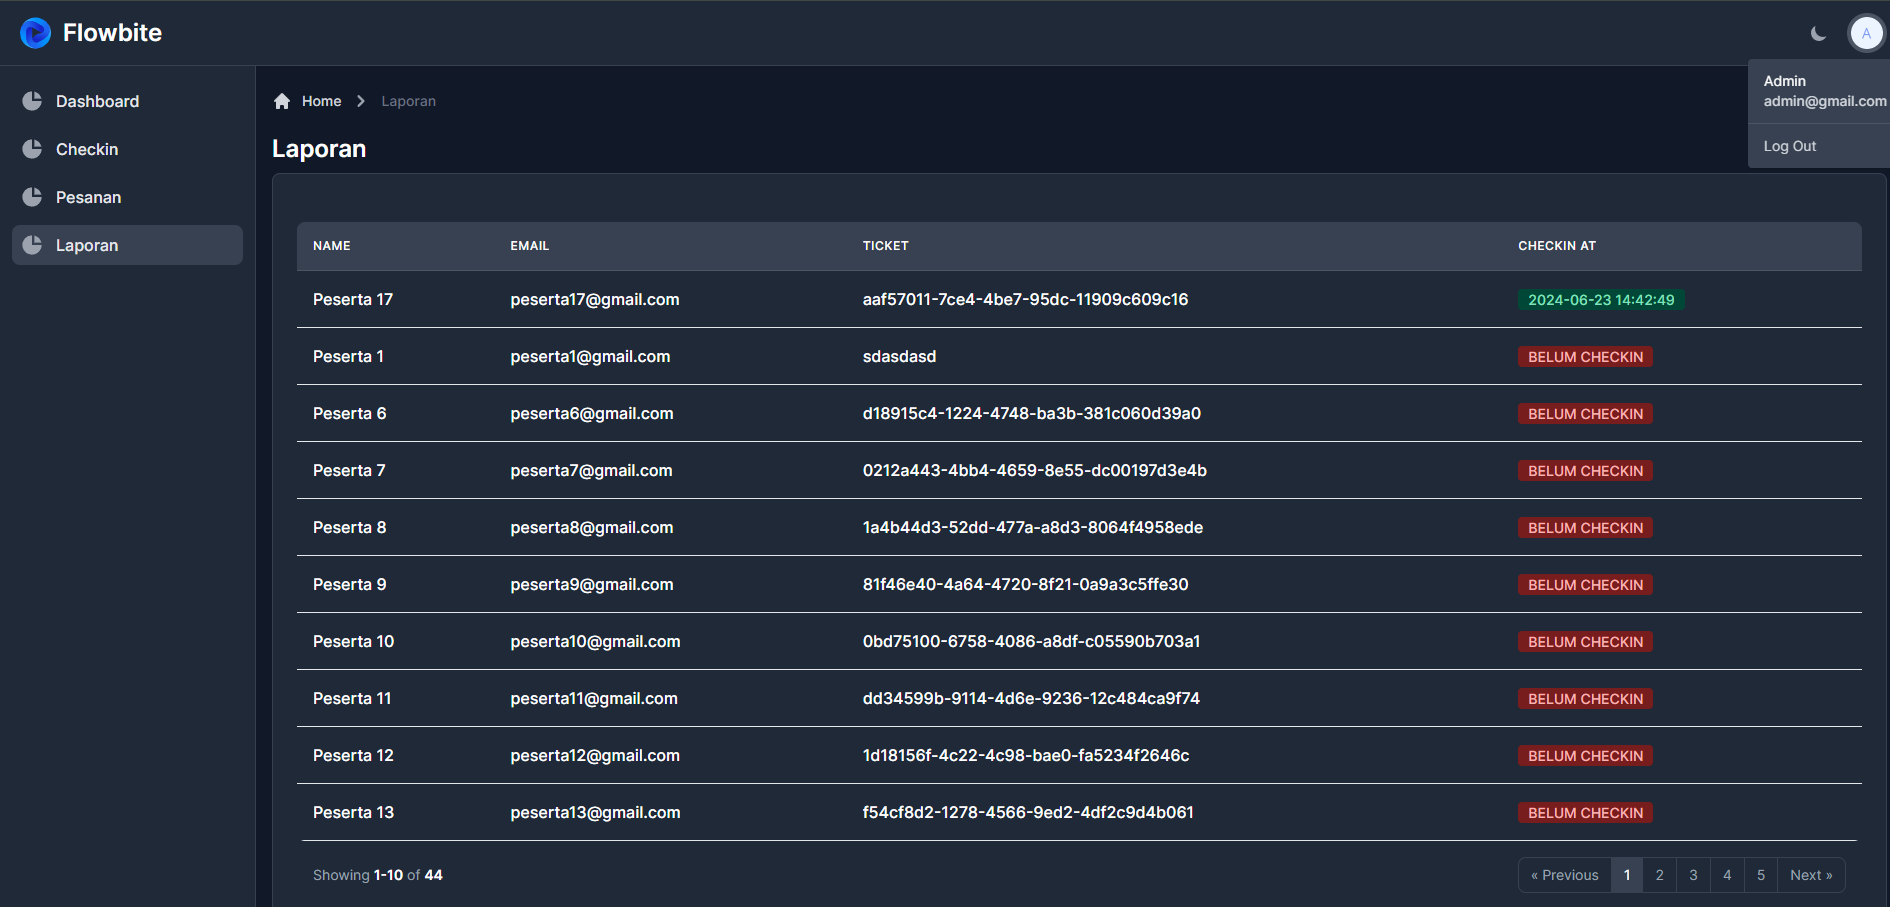 Flowbite
A
Admin
admin@gmail.com
Log Out
Dashboard
Checkin
Pesanan
Laporan
Home Laporan
Laporan
NAME EMAIL TICKET CHECKIN AT
Peserta 17 peserta17@gmail.com aaf57011-7ce4-4be7-95dc-11909c609c16 2024-06-23 14:42:49
Peserta 1 peserta1@gmail.com sdasdasd BELUM CHECKIN
Peserta 6 peserta6@gmail.com d18915c4-1224-4748-ba3b-381c060d39a0 BELUM CHECKIN
Peserta 7 peserta7@gmail.com 0212a443-4bb4-4659-8e55-dc00197d3e4b BELUM CHECKIN
Peserta 8 peserta8@gmail.com 1a4b44d3-52dd-477a-a8d3-8064f4958ede BELUM CHECKIN
Peserta 9 peserta9@gmail.com 81f46e40-4a64-4720-8f21-0a9a3c5ffe30 BELUM CHECKIN
Peserta 10 peserta10@gmail.com 0bd75100-6758-4086-a8df-c05590b703a1 BELUM CHECKIN
Peserta 11 peserta11@gmail.com dd34599b-9114-4d6e-9236-12c484ca9f74 BELUM CHECKIN
Peserta 12 peserta12@gmail.com 1d18156f-4c22-4c98-bae0-fa5234f2646c BELUM CHECKIN
Peserta 13 peserta13@gmail.com f54cf8d2-1278-4566-9ed2-4df2c9d4b061 BELUM CHECKIN
Showing 1-10 of 44 « Previous 1 2 3 4 5 Next »